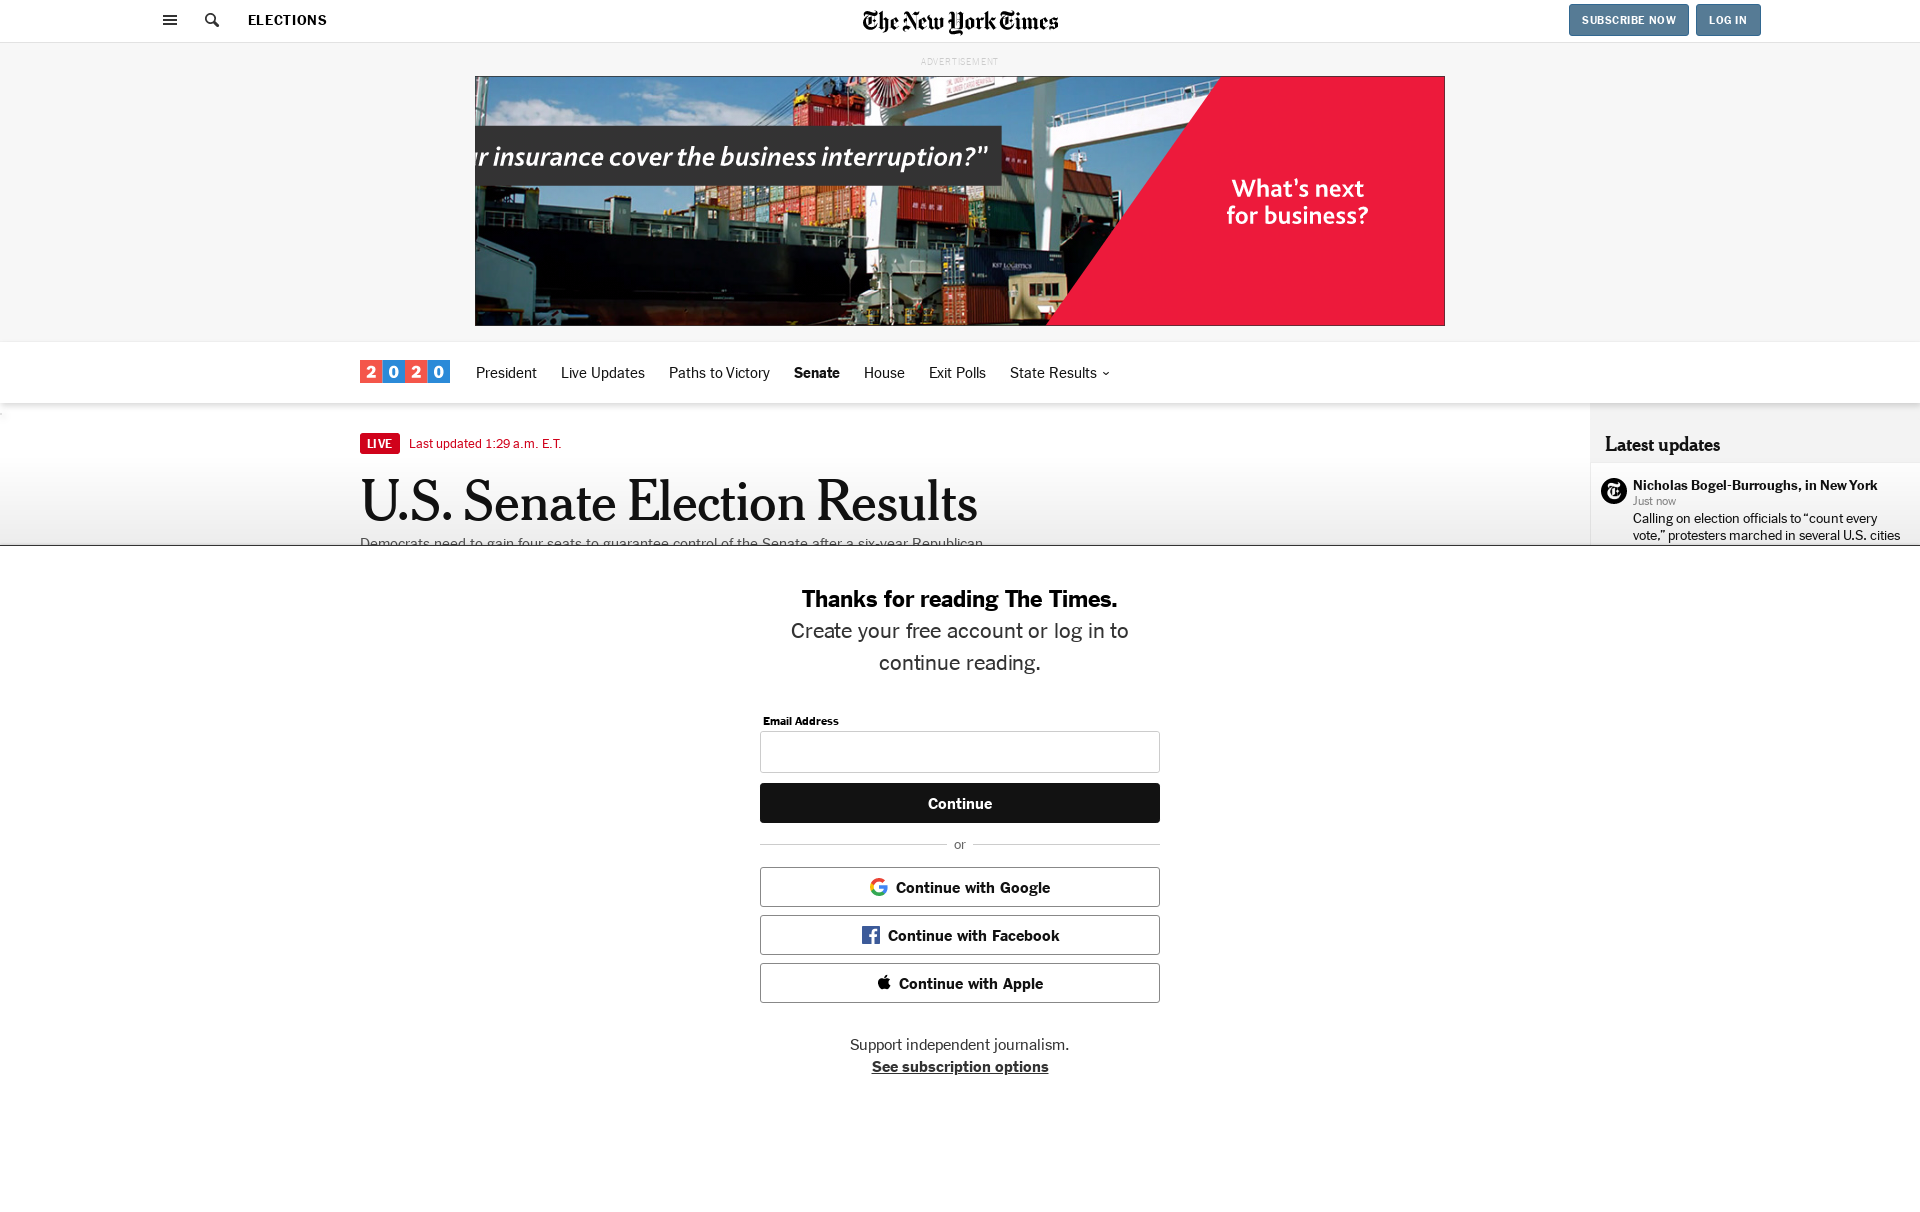 ELECTIONS
The New York Times
SUBSCRIBE NOW
LOG IN
ADVERTISEMENT
r insurance cover the business interruption?”
What’s next
for business?
2020
President
Live Updates
Paths to Victory
Senate
House
Exit Polls
State Results
LIVE
Last updated 1:29 a.m. E.T.
U.S. Senate Election Results
Democrats need to gain four seats to guarantee control of the Senate after a six-year Republican
Latest updates
Nicholas Bogel-Burroughs, in New York
Just now
Calling on election officials to “count every
vote,” protesters marched in several U.S. cities
Thanks for reading The Times.
Create your free account or log in to
continue reading.
Email Address
Continue
or
Continue with Google
Continue with Facebook
Continue with Apple
Support independent journalism.
See subscription options